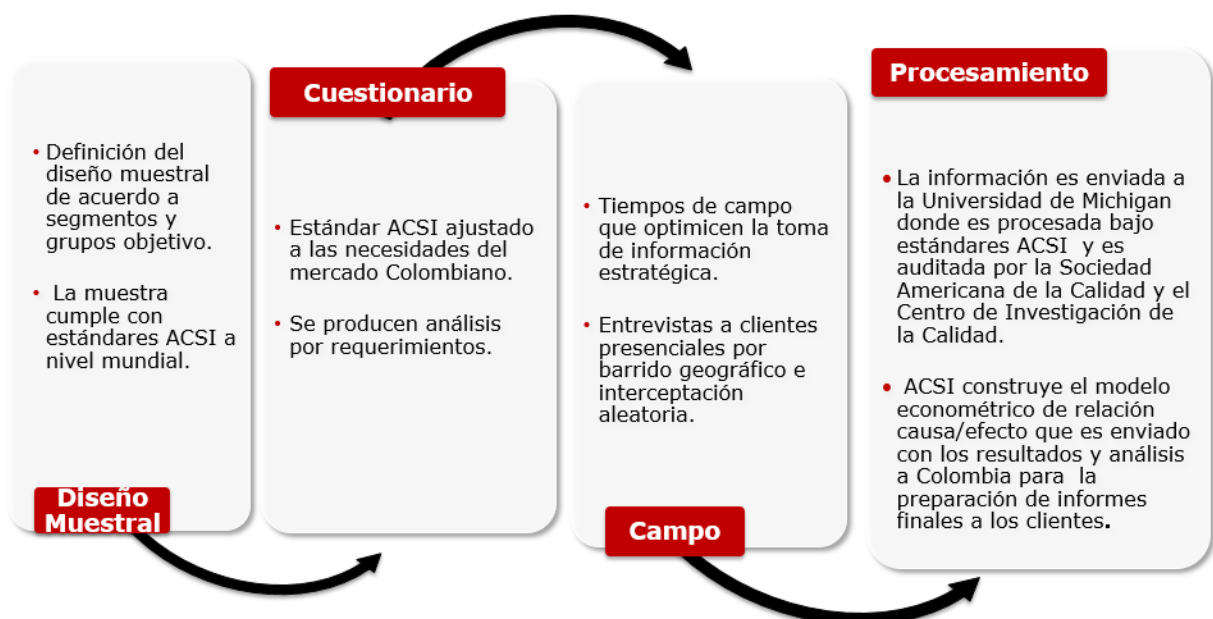 • Definición del
diseño muestral
de acuerdo a
segmentos y
grupos objetivo.
• La muestra
cumple con
estándares ACSI a
nivel mundial.
Diseño
Muestral
Cuestionario
• Estándar ACSI ajustado
a las necesidades del
mercado Colombiano.
• Se producen análisis
por requerimientos.
• Tiempos de campo
que optimicen la toma
de información
estratégica.
• Entrevistas a clientes
presenciales por
barrido geográfico e
interceptación
aleatoria.
Campo
Procesamiento
• La información es enviada a
la Universidad de Michigan
donde es procesada bajo
estándares ACSI y es
auditada por la Sociedad
Americana de la Calidad y el
Centro de Investigación de
la Calidad.
• ACSI construye el modelo
econométrico de relación
causa/efecto que es enviado
con los resultados y análisis
a Colombia para la
preparación de informes
finales a los clientes.